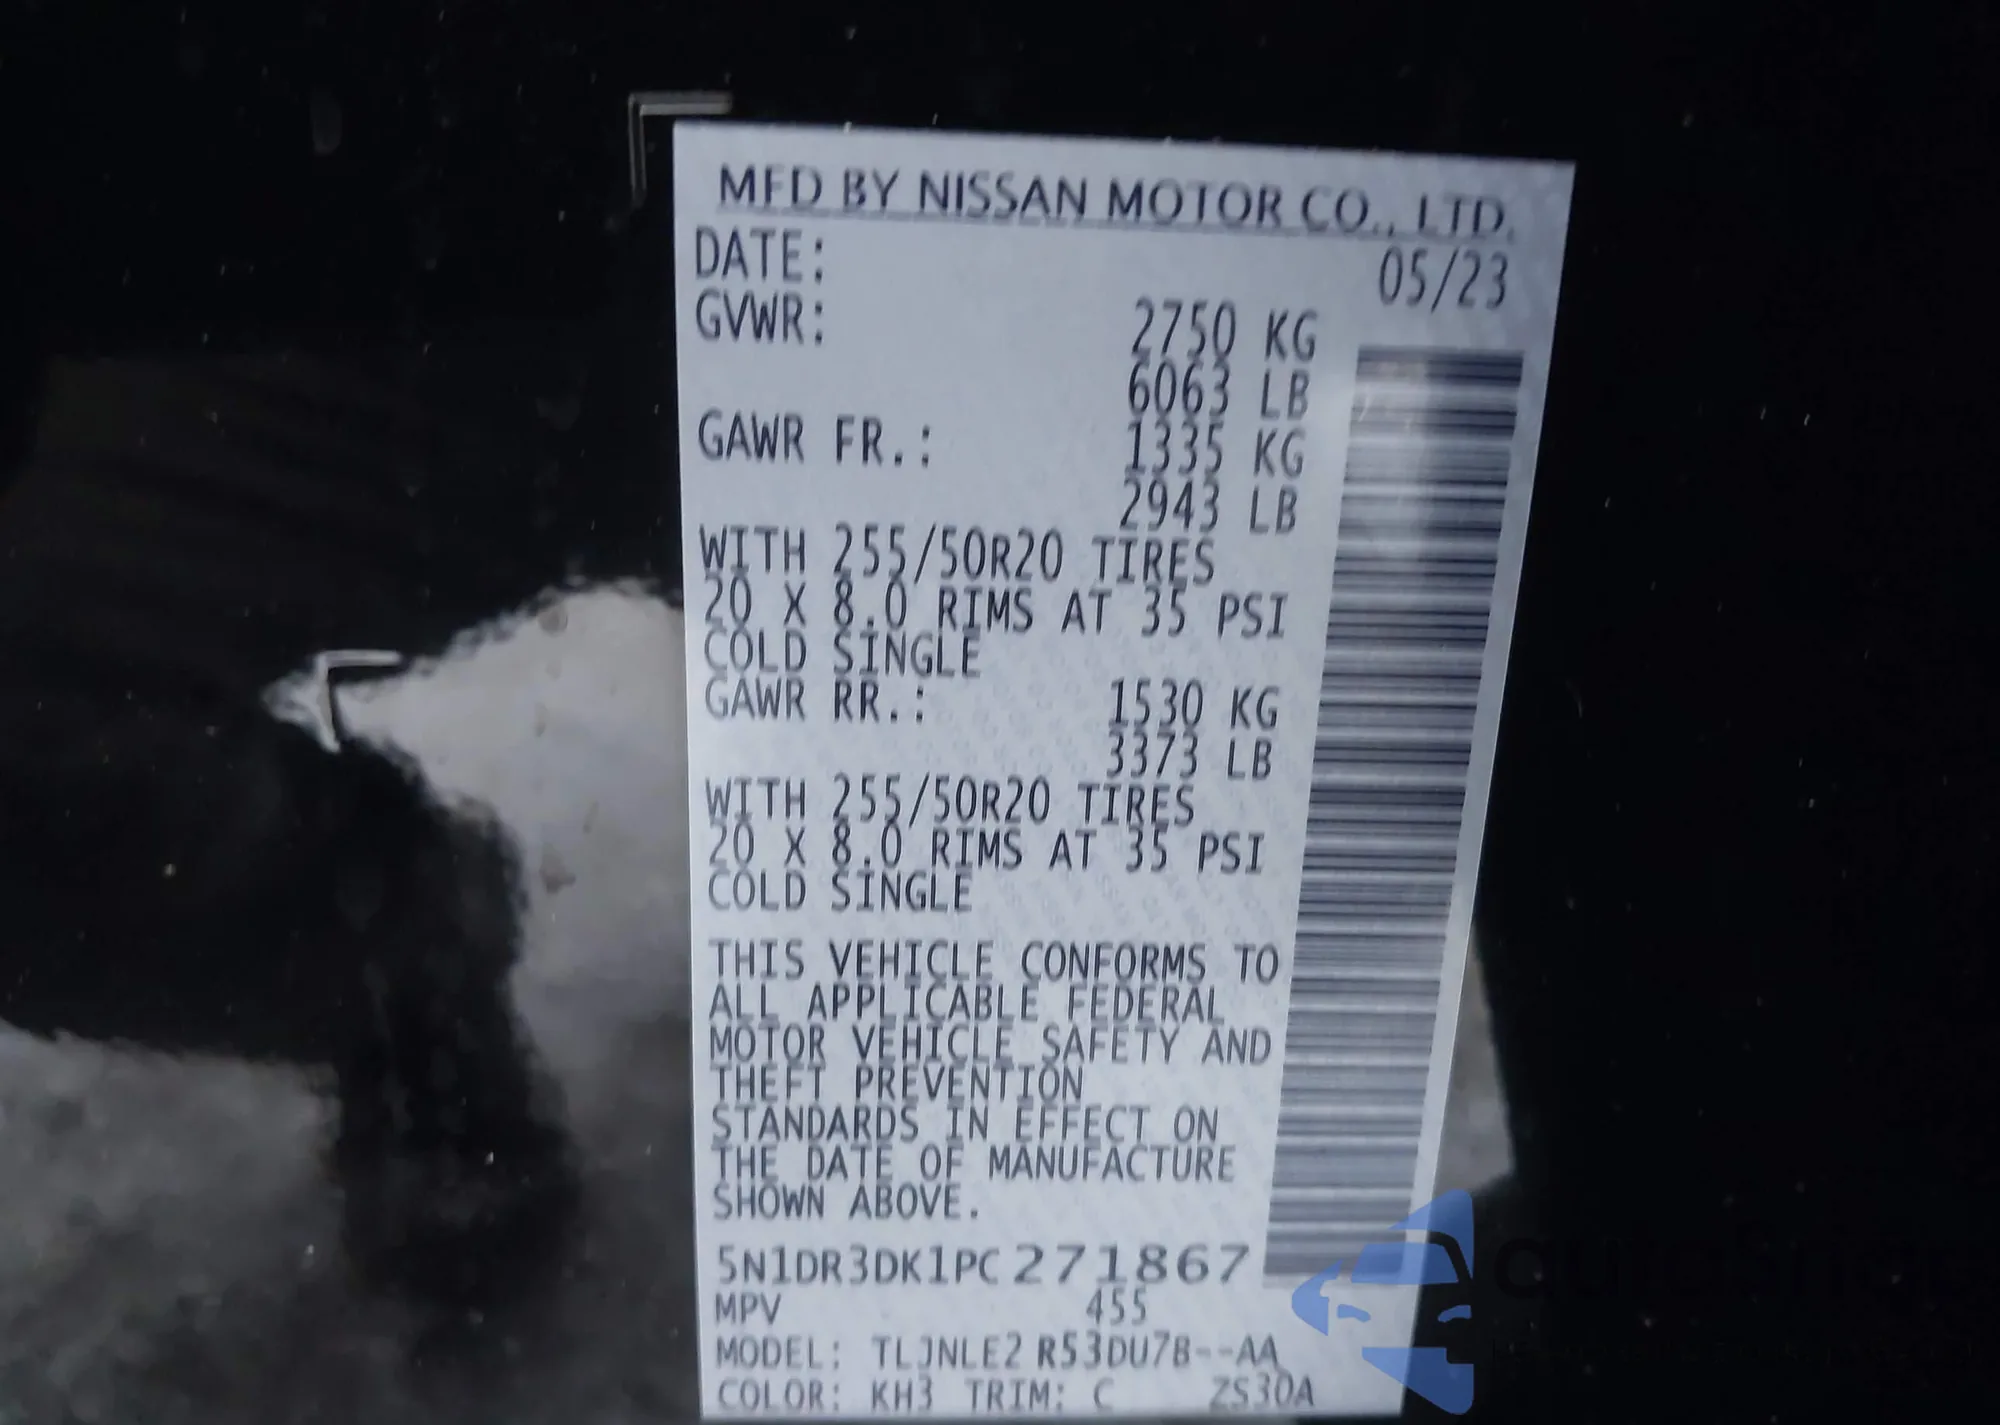 MFD BY NISSAN MOTOR CO., LTD.
DATE: 05/23
GVWR: 2750 KG
6063 LB
GAWR FR.: 1335 KG
2943 LB
WITH 255/50R20 TIRES
20 X 8.0 RIMS AT 35 PSI
COLD SINGLE
GAWR RR.: 1530 KG
3373 LB
WITH 255/50R20 TIRES
20 X 8.0 RIMS AT 35 PSI
COLD SINGLE
THIS VEHICLE CONFORMS TO
ALL APPLICABLE FEDERAL
MOTOR VEHICLE SAFETY AND
THEFT PREVENTION
STANDARDS IN EFFECT ON
THE DATE OF MANUFACTURE
SHOWN ABOVE.
5N1DR3DK1PC271867
MPV 455
MODEL: TLJNLE2 R53DU7B--AA
COLOR: KH3 TRIM: C ZS30A